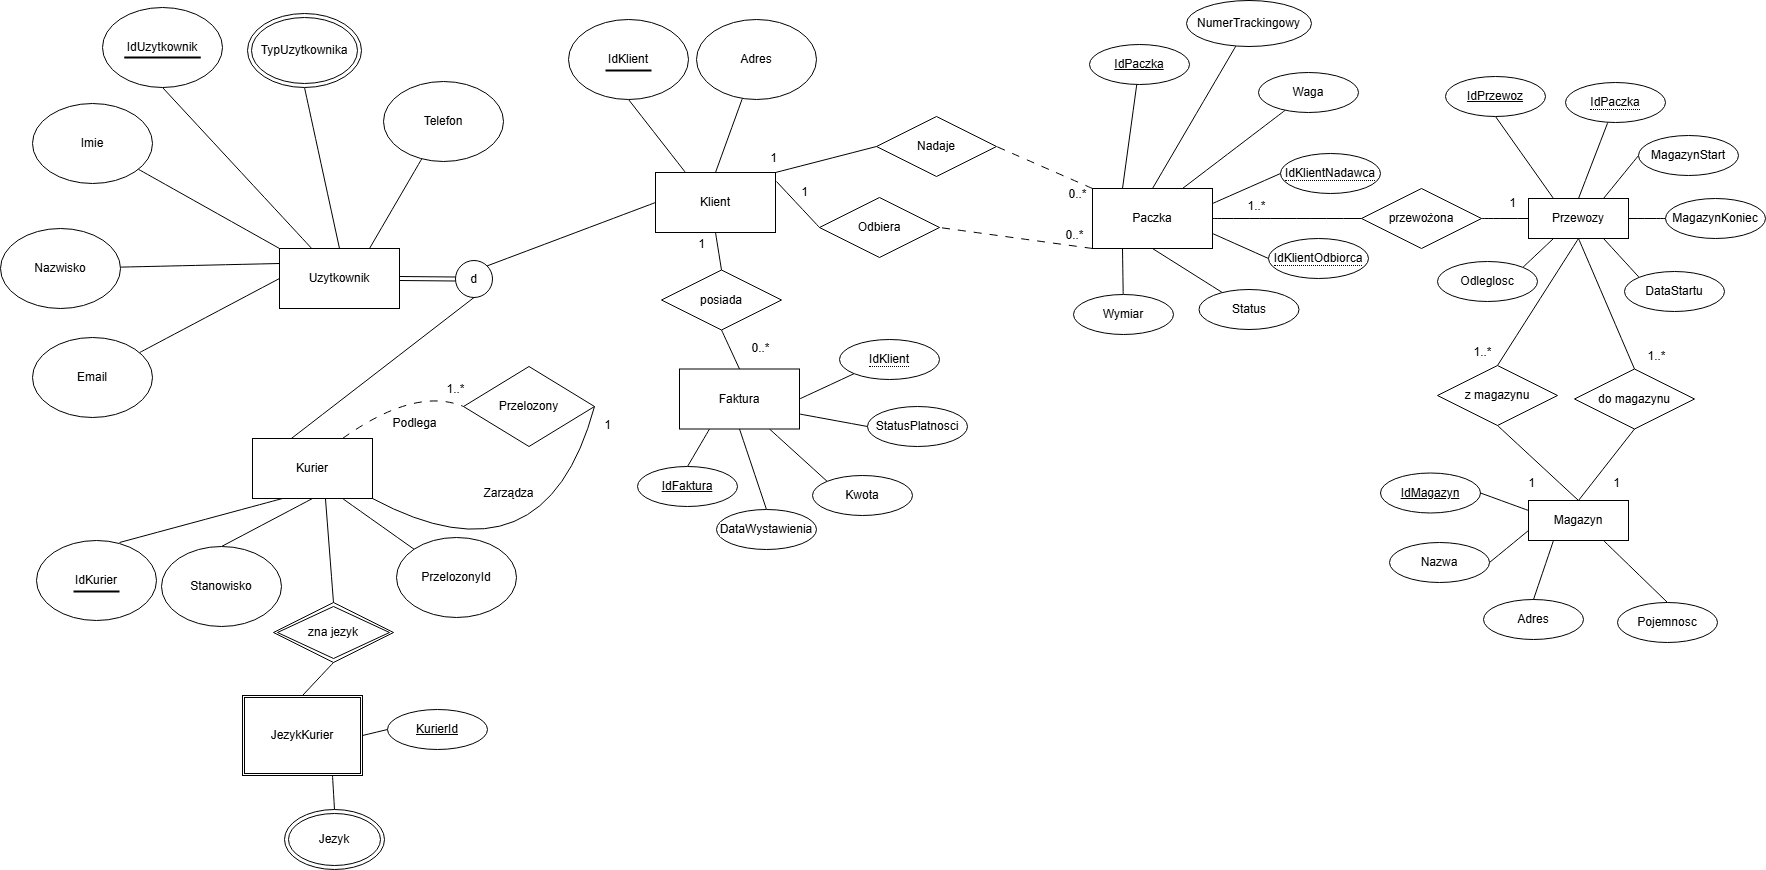 IdUzytkownik
TypUzytkownika
Telefon
Imie
Nazwisko
Email
Uzytkownik
d
IdKlient
Adres
Klient
1
Nadaje
0..*
1
Odbiera
0..*
1
posiada
0..*
Faktura
IdKlient
StatusPlatnosci
Kwota
DataWystawienia
IdFaktura
NumerTrackingowy
IdPaczka
Waga
IdKlientNadawca
IdKlientOdbiorca
Status
Wymiar
Paczka
1..*
przewożona
1
Przewozy
IdPrzewoz
IdPaczka
MagazynStart
MagazynKoniec
DataStartu
Odleglosc
1..*
1..*
z magazynu
do magazynu
1
1
Magazyn
IdMagazyn
Nazwa
Adres
Pojemnosc
Kurier
1..*
Podlega
Przelozony
1
Zarządza
IdKurier
Stanowisko
PrzelozonyId
zna jezyk
JezykKurier
KurierId
Jezyk